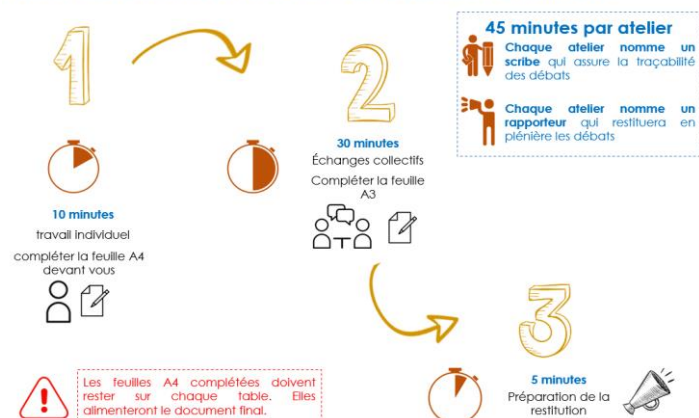 1
10 minutes
travail individuel
compléter la feuille A4
devant vous
2
30 minutes
Échanges collectifs
Compléter la feuille
A3
45 minutes par atelier
Chaque atelier nomme un
scribe qui assure la traçabilité
des débats
Chaque atelier nomme un
rapporteur qui restituera en
plénière les débats
3
5 minutes
Préparation de la
restitution
Les feuilles A4 complétées doivent
rester sur chaque table. Elles
alimenteront le document final.